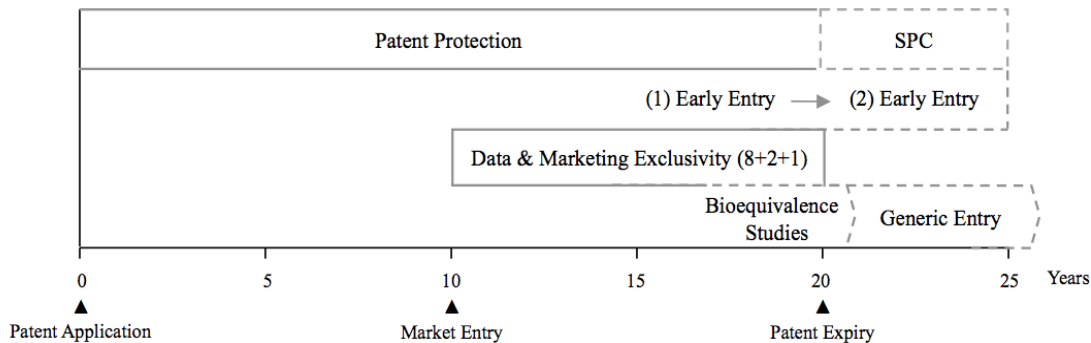 Patent Protection
SPC
(1) Early Entry
(2) Early Entry
Data & Marketing Exclusivity (8+2+1)
Bioequivalence
Studies
Generic Entry
0
5
10
15
20
25
Years
Patent Application
Market Entry
Patent Expiry